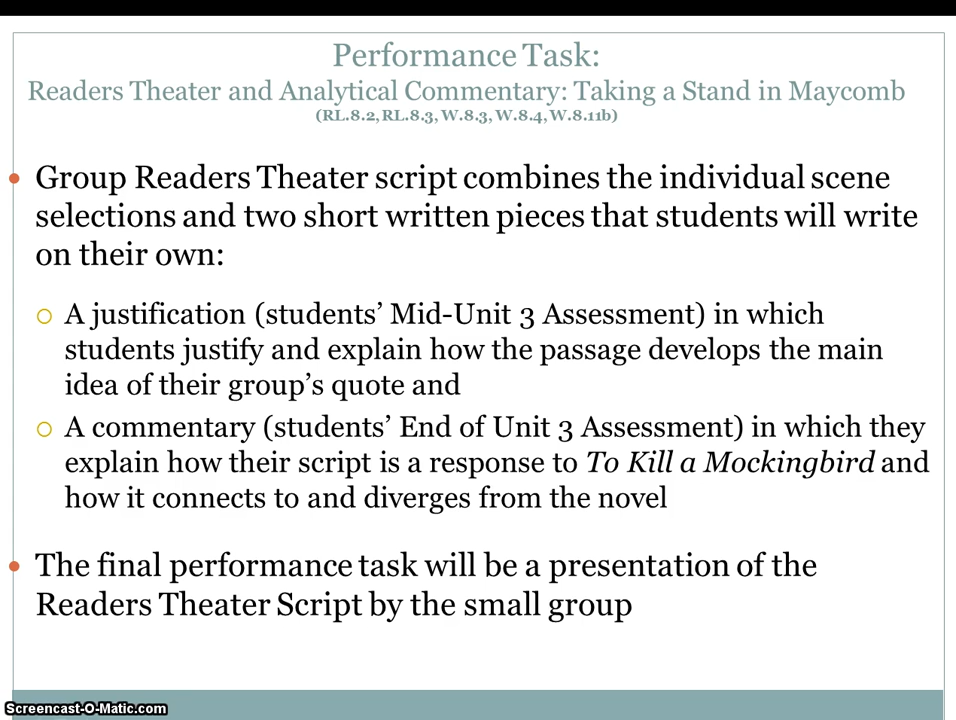 Performance Task:
Readers Theater and Analytical Commentary: Taking a Stand in Maycomb
(RL.8.2, RL.8.3, W.8.3, W.8.4, W.8.11b)
• Group Readers Theater script combines the individual scene
selections and two short written pieces that students will write
on their own:
○ A justification (students’ Mid-Unit 3 Assessment) in which
students justify and explain how the passage develops the main
idea of their group’s quote and
○ A commentary (students’ End of Unit 3 Assessment) in which they
explain how their script is a response to To Kill a Mockingbird and
how it connects to and diverges from the novel
• The final performance task will be a presentation of the
Readers Theater Script by the small group
Screencast-O-Matic.com